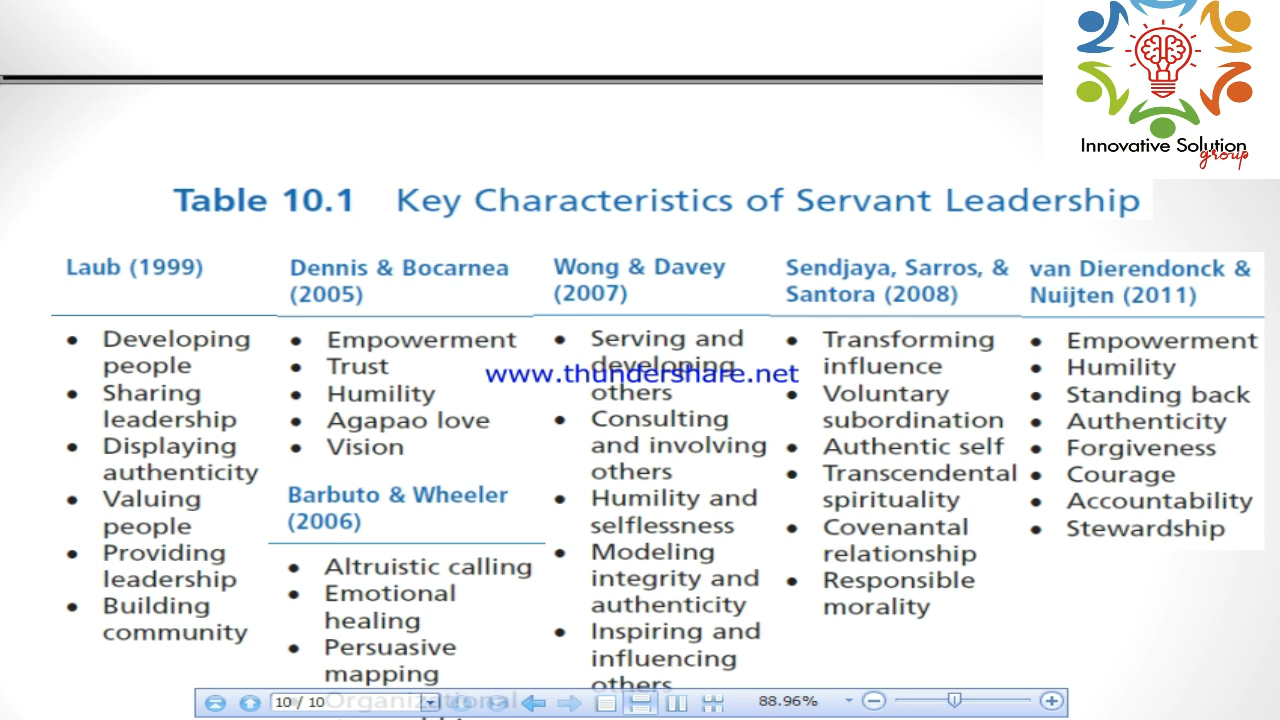 Innovative Solution
group
Table 10.1 Key Characteristics of Servant Leadership
Laub (1999)
• Developing
people
• Sharing
leadership
• Displaying
authenticity
• Valuing
people
• Providing
leadership
• Building
community
Dennis & Bocarnea
(2005)
• Empowerment
• Trust
• Humility
• Agapao love
• Vision
Barbuto & Wheeler
(2006)
• Altruistic calling
• Emotional
healing
• Persuasive
mapping
• Organizational
Wong & Davey
(2007)
• Serving and
developing
others
• Consulting
and involving
others
• Humility and
selflessness
• Modeling
integrity and
authenticity
• Inspiring and
influencing
others
Sendjaya, Sarros, &
Santora (2008)
• Transforming
influence
• Voluntary
subordination
• Authentic self
• Transcendental
spirituality
• Covenantal
relationship
• Responsible
morality
van Dierendonck &
Nuijten (2011)
• Empowerment
• Humility
• Standing back
• Authenticity
• Forgiveness
• Courage
• Accountability
• Stewardship
www.thundershare.net
10 / 10
88.96%